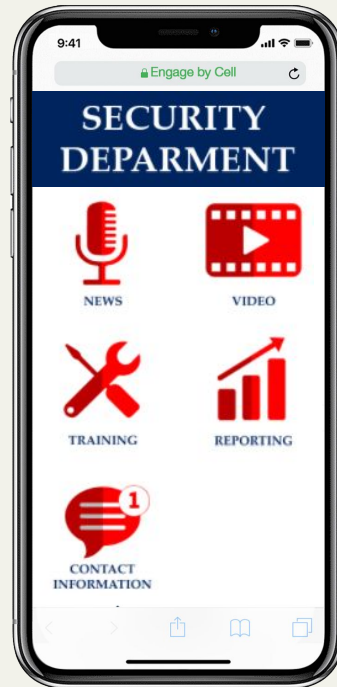 9:41
Engage by Cell
SECURITY
DEPARMENT
NEWS
VIDEO
TRAINING
REPORTING
1
CONTACT
INFORMATION